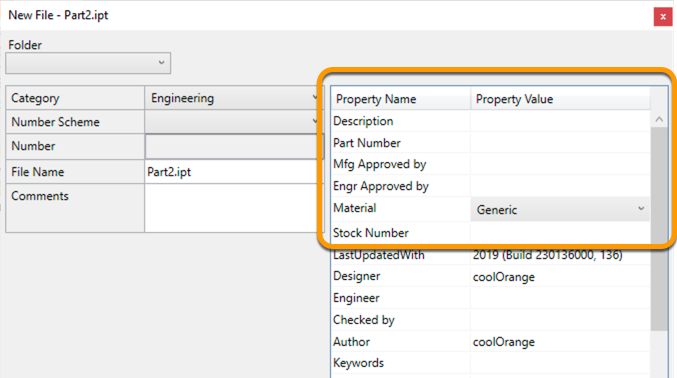 New File - Part2.ipt
x
Folder
Category Engineering
Number Scheme
Number
File Name Part2.ipt
Comments
Property Name Property Value
Description
Part Number
Mfg Approved by
Engr Approved by
Material Generic
Stock Number
LastUpdatedWith 2019 (Build 230136000, 136)
Designer coolOrange
Engineer
Checked by
Author coolOrange
Keywords